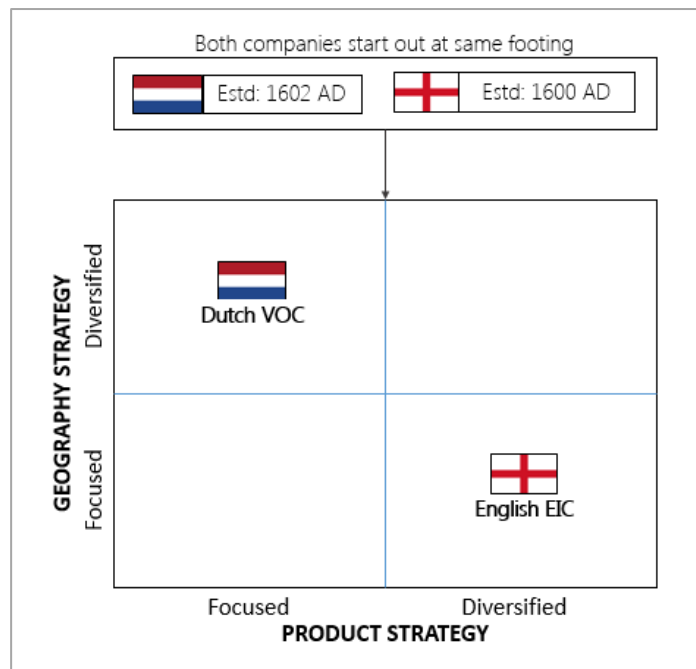 Both companies start out at same footing
Estd: 1602 AD
Estd: 1600 AD
GEOGRAPHY STRATEGY
Diversified
Focused
Dutch VOC
English EIC
Focused
Diversified
PRODUCT STRATEGY